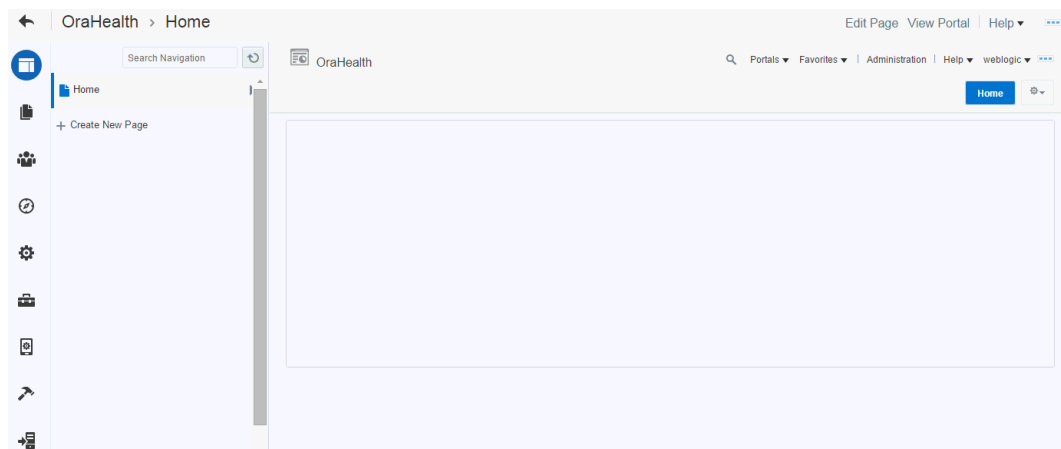 OraHealth › Home
Edit Page View Portal Help
Search Navigation
Home
+ Create New Page
OraHealth
Portals Favorites Administration Help weblogic
Home